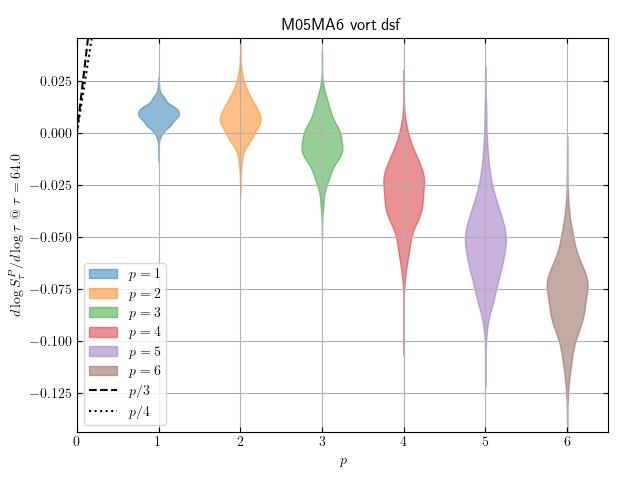 M05MA6 vort dsf
d log S_τ^P / d log τ @ τ = 64.0
0.025
0.000
−0.025
−0.050
−0.075
−0.100
−0.125
p = 1
p = 2
p = 3
p = 4
p = 5
p = 6
p/3
p/4
0 1 2 3 4 5 6
p